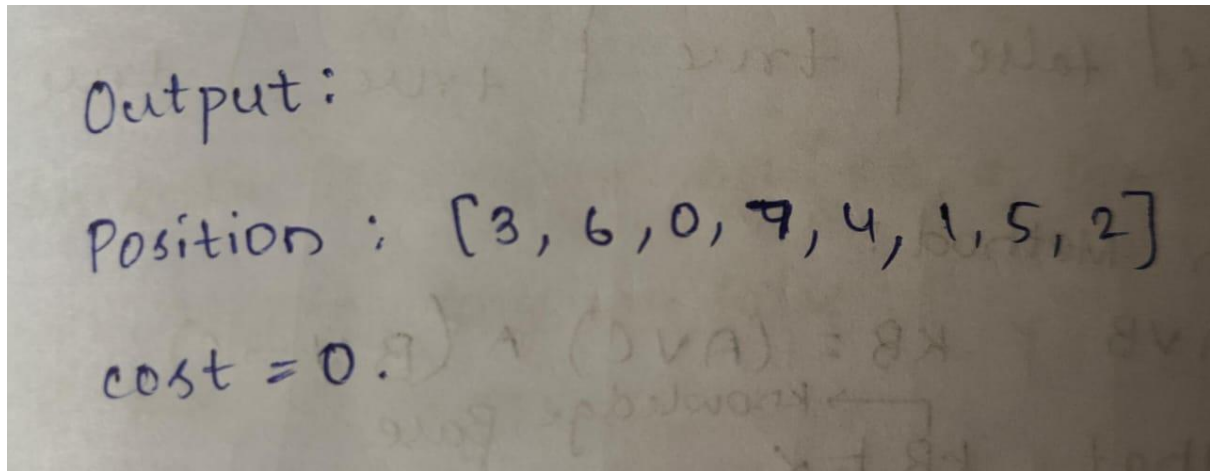 Output:
Position : [3, 6, 0, 7, 4, 1, 5, 2]
cost = 0.